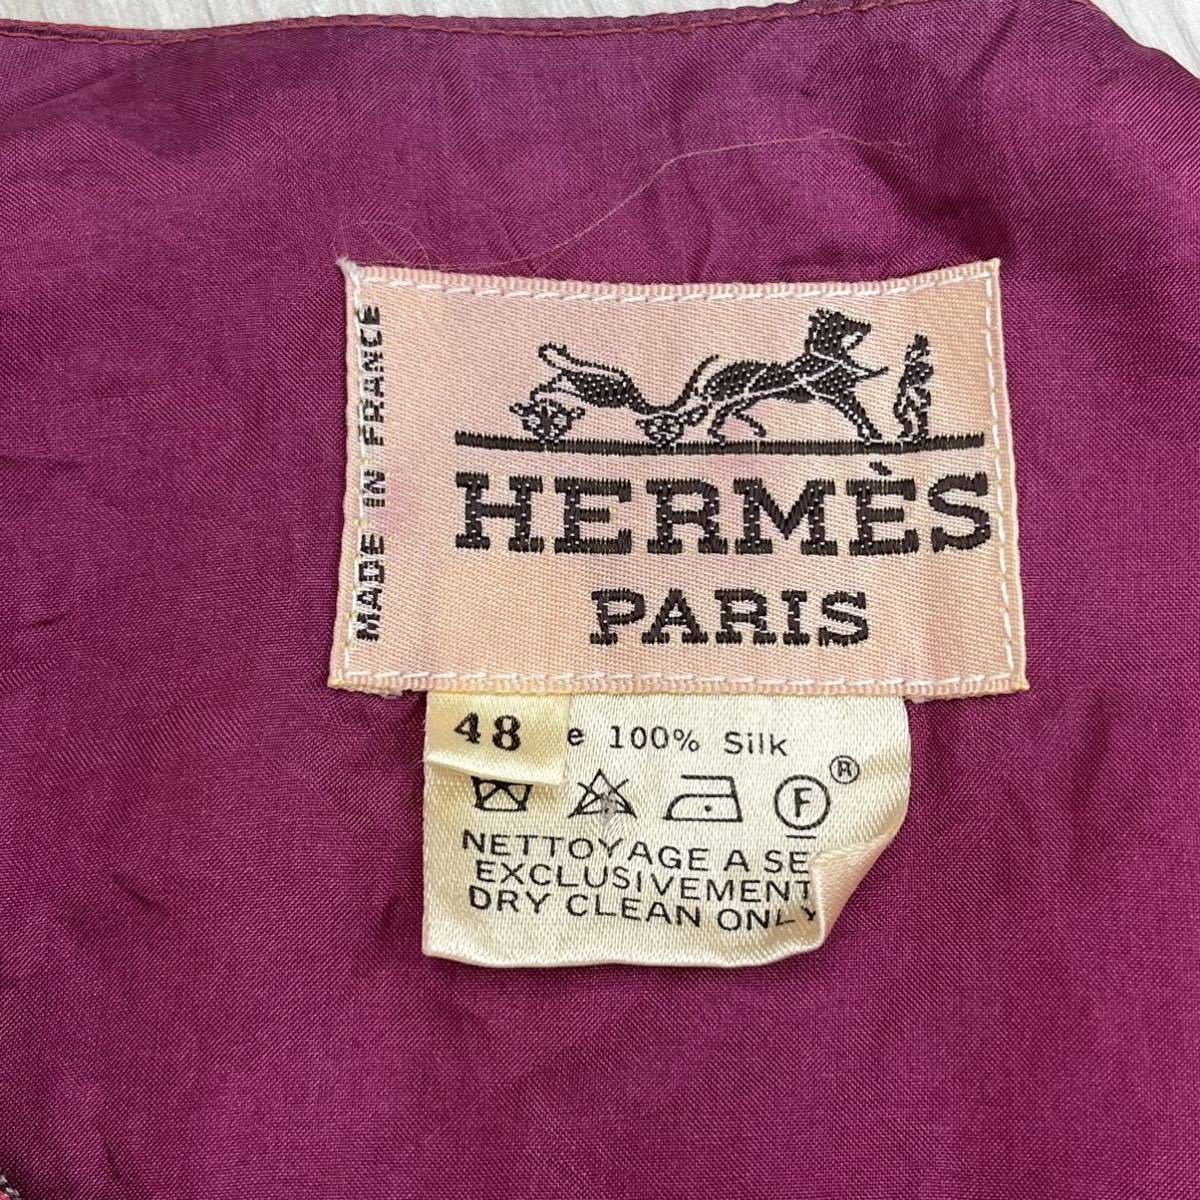 MADE IN FRANCE
HERMÈS
PARIS
48
e 100% Silk
F ®
NETTOYAGE A SE
EXCLUSIVEMENT
DRY CLEAN ONLY